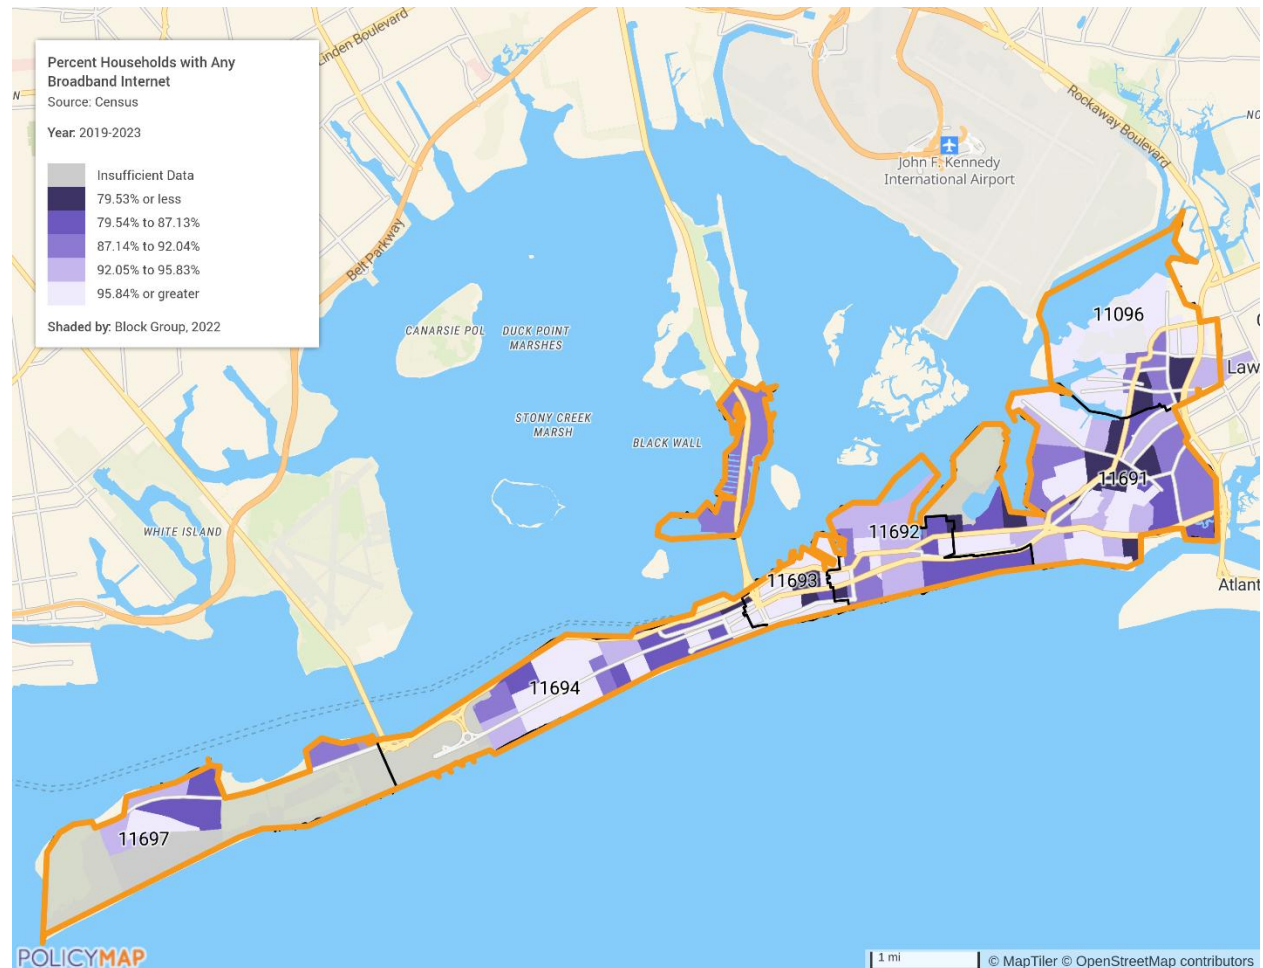 Percent Households with Any
Broadband Internet
Source: Census
Year: 2019-2023
Insufficient Data
79.53% or less
79.54% to 87.13%
87.14% to 92.04%
92.05% to 95.83%
95.84% or greater
Shaded by: Block Group, 2022
Linden Boulevard
N
Belt Parkway
Rockaway Boulevard
NO
John F. Kennedy
International Airport
CANARSIE POL
DUCK POINT
MARSHES
STONY CREEK
MARSH
BLACK WALL
WHITE ISLAND
11096
Law
11691
11692
11693
Atlant
11694
11697
POLICYMAP
1 mi
© MapTiler © OpenStreetMap contributors